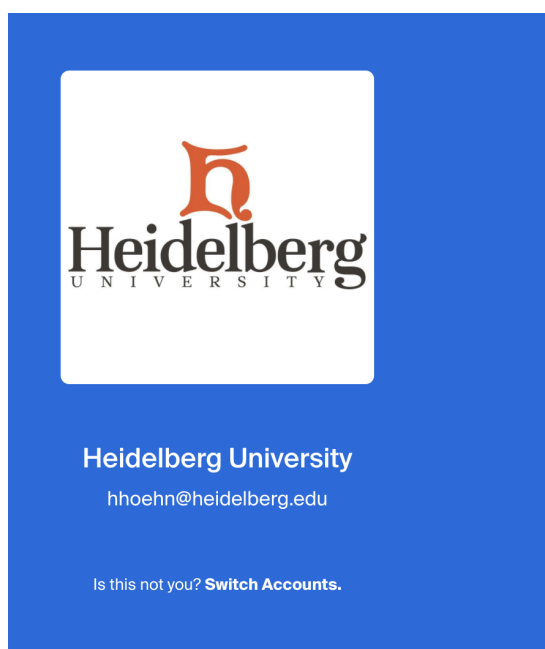 Heidelberg
UNIVERSITY
Heidelberg University
hhoehn@heidelberg.edu
Is this not you? Switch Accounts.